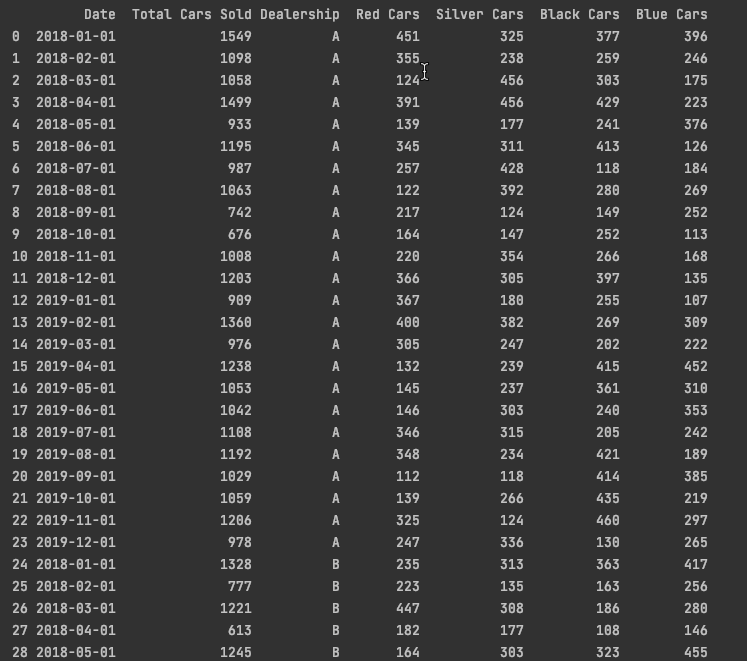 Date Total Cars Sold Dealership Red Cars Silver Cars Black Cars Blue Cars
0 2018-01-01 1549 A 451 325 377 396
1 2018-02-01 1098 A 355 238 259 246
2 2018-03-01 1058 A 124 456 303 175
3 2018-04-01 1499 A 391 456 429 223
4 2018-05-01 933 A 139 177 241 376
5 2018-06-01 1195 A 345 311 413 126
6 2018-07-01 987 A 257 428 118 184
7 2018-08-01 1063 A 122 392 280 269
8 2018-09-01 742 A 217 124 149 252
9 2018-10-01 676 A 164 147 252 113
10 2018-11-01 1008 A 220 354 266 168
11 2018-12-01 1203 A 366 305 397 135
12 2019-01-01 909 A 367 180 255 107
13 2019-02-01 1360 A 400 382 269 309
14 2019-03-01 976 A 305 247 202 222
15 2019-04-01 1238 A 132 239 415 452
16 2019-05-01 1053 A 145 237 361 310
17 2019-06-01 1042 A 146 303 240 353
18 2019-07-01 1108 A 346 315 205 242
19 2019-08-01 1192 A 348 234 421 189
20 2019-09-01 1029 A 112 118 414 385
21 2019-10-01 1059 A 139 266 435 219
22 2019-11-01 1206 A 325 124 460 297
23 2019-12-01 978 A 247 336 130 265
24 2018-01-01 1328 B 235 313 363 417
25 2018-02-01 777 B 223 135 163 256
26 2018-03-01 1221 B 447 308 186 280
27 2018-04-01 613 B 182 177 108 146
28 2018-05-01 1245 B 164 303 323 455